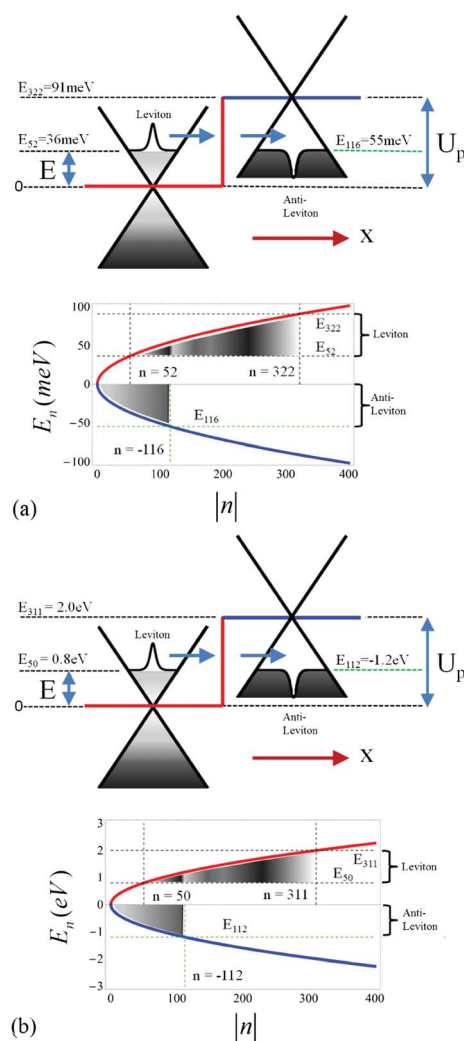 E322=91meV
Leviton
E52=36meV
E116=55meV
E
Up
0
Anti-
Leviton
X
100
50
0
−50
−100
En(meV)
E322
E52
Leviton
n = 52
n = 322
Anti-
Leviton
E116
n = -116
0
100
200
300
400
(a)
|n|
E311 = 2.0eV
Leviton
E50 = 0.8eV
E112=-1.2eV
E
Up
0
Anti-
Leviton
X
3
2
1
0
−1
−2
−3
En(eV)
E311
E50
Leviton
n = 50
n = 311
Anti-
Leviton
E112
n = -112
0
100
200
300
400
(b)
|n|